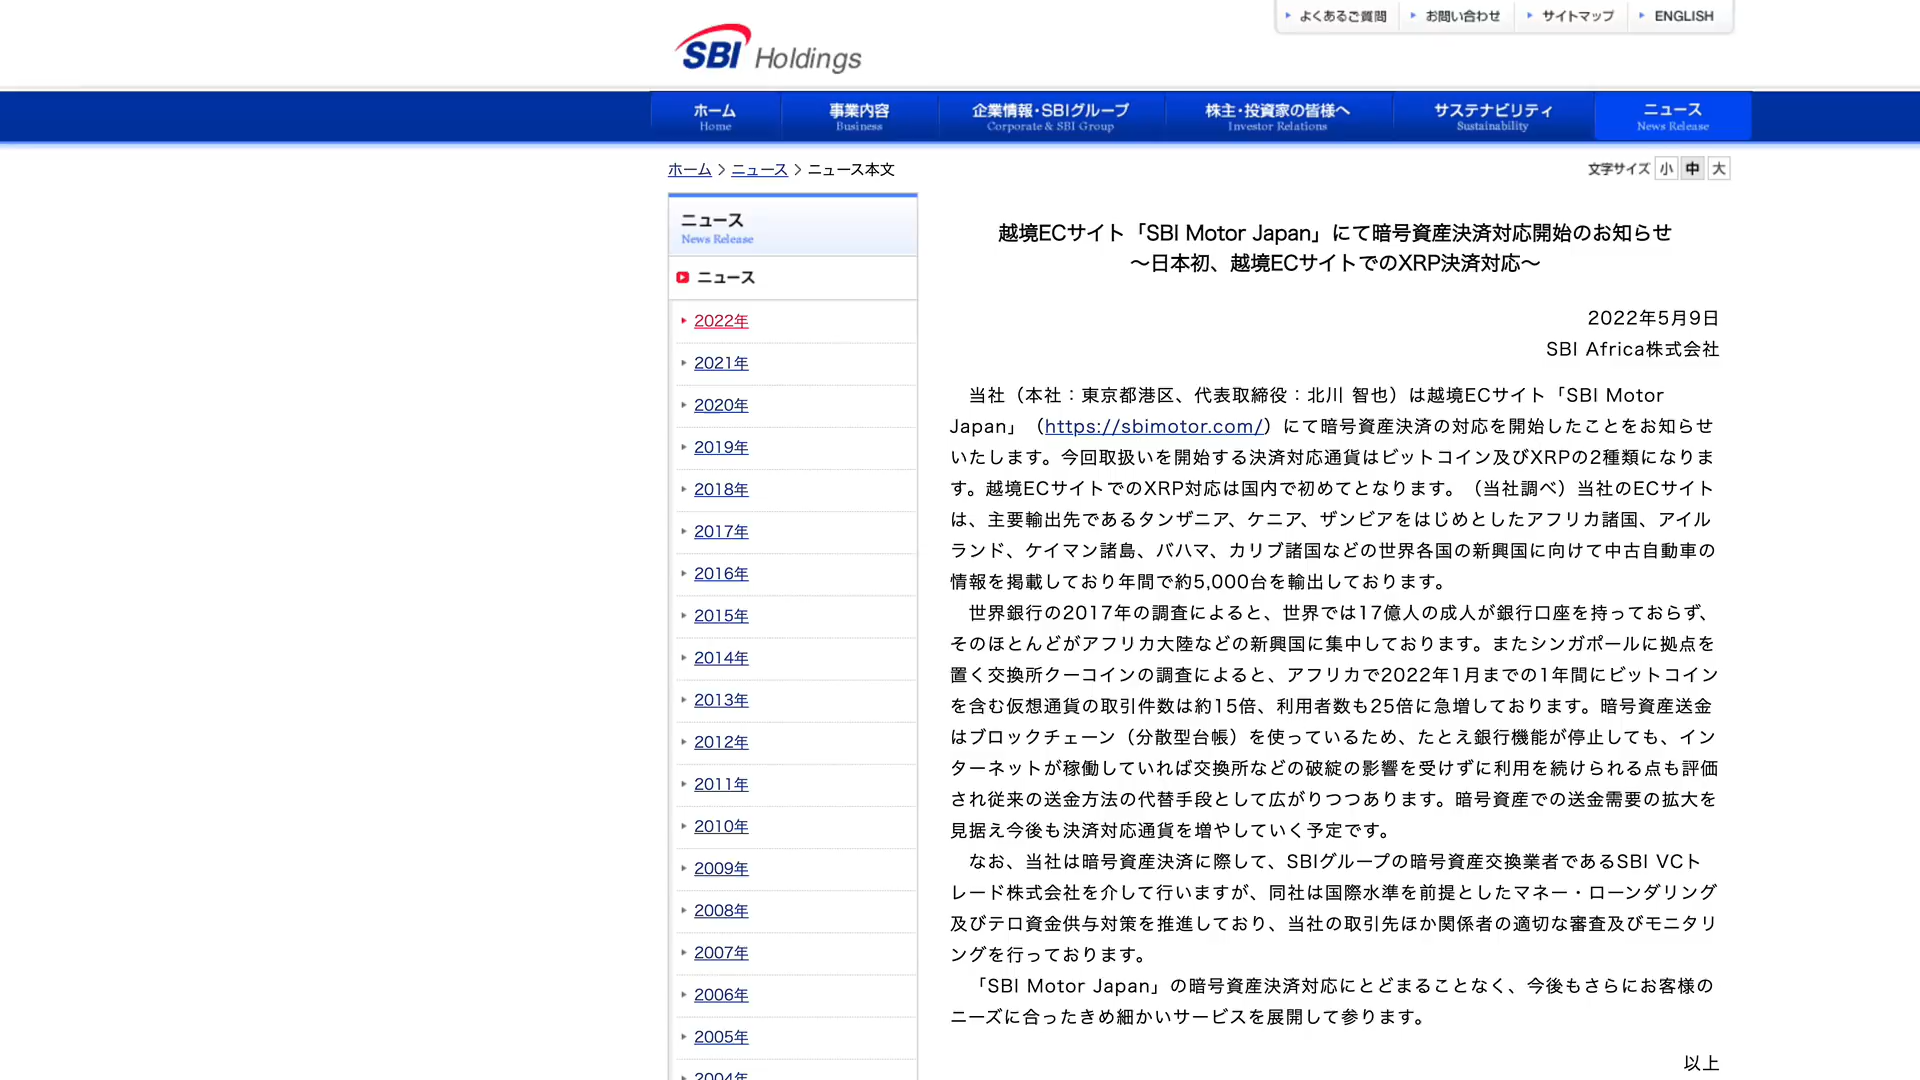 よくあるご質問
お問い合わせ
サイトマップ
ENGLISH
SBI Holdings
ホーム
Home
事業内容
Business
企業情報・SBIグループ
Corporate & SBI Group
株主・投資家の皆様へ
Investor Relations
サステナビリティ
Sustainability
ニュース
News Release
ホーム > ニュース > ニュース本文
文字サイズ 小 中 大
ニュース
News Release
ニュース
2022年
2021年
2020年
2019年
2018年
2017年
2016年
2015年
2014年
2013年
2012年
2011年
2010年
2009年
2008年
2007年
2006年
2005年
2004年
越境ECサイト「SBI Motor Japan」にて暗号資産決済対応開始のお知らせ
～日本初、越境ECサイトでのXRP決済対応～
2022年5月9日
SBI Africa株式会社
当社（本社：東京都港区、代表取締役：北川 智也）は越境ECサイト「SBI Motor
Japan」（https://sbimotor.com/）にて暗号資産決済の対応を開始したことをお知らせ
いたします。今回取扱いを開始する決済対応通貨はビットコイン及びXRPの2種類になりま
す。越境ECサイトでのXRP対応は国内で初めてとなります。（当社調べ）当社のECサイト
は、主要輸出先であるタンザニア、ケニア、ザンビアをはじめとしたアフリカ諸国、アイル
ランド、ケイマン諸島、バハマ、カリブ諸国などの世界各国の新興国に向けて中古自動車の
情報を掲載しており年間で約5,000台を輸出しております。
世界銀行の2017年の調査によると、世界では17億人の成人が銀行口座を持っておらず、
そのほとんどがアフリカ大陸などの新興国に集中しております。またシンガポールに拠点を
置く交換所クーコインの調査によると、アフリカで2022年1月までの1年間にビットコイン
を含む仮想通貨の取引件数は約15倍、利用者数も25倍に急増しております。暗号資産送金
はブロックチェーン（分散型台帳）を使っているため、たとえ銀行機能が停止しても、イン
ターネットが稼働していれば交換所などの破綻の影響を受けずに利用を続けられる点も評価
され従来の送金方法の代替手段として広がりつつあります。暗号資産での送金需要の拡大を
見据え今後も決済対応通貨を増やしていく予定です。
なお、当社は暗号資産決済に際して、SBIグループの暗号資産交換業者であるSBI VCト
レード株式会社を介して行いますが、同社は国際水準を前提としたマネー・ローンダリング
及びテロ資金供与対策を推進しており、当社の取引先ほか関係者の適切な審査及びモニタリ
ングを行っております。
「SBI Motor Japan」の暗号資産決済対応にとどまることなく、今後もさらにお客様の
ニーズに合ったきめ細かいサービスを展開して参ります。
以上